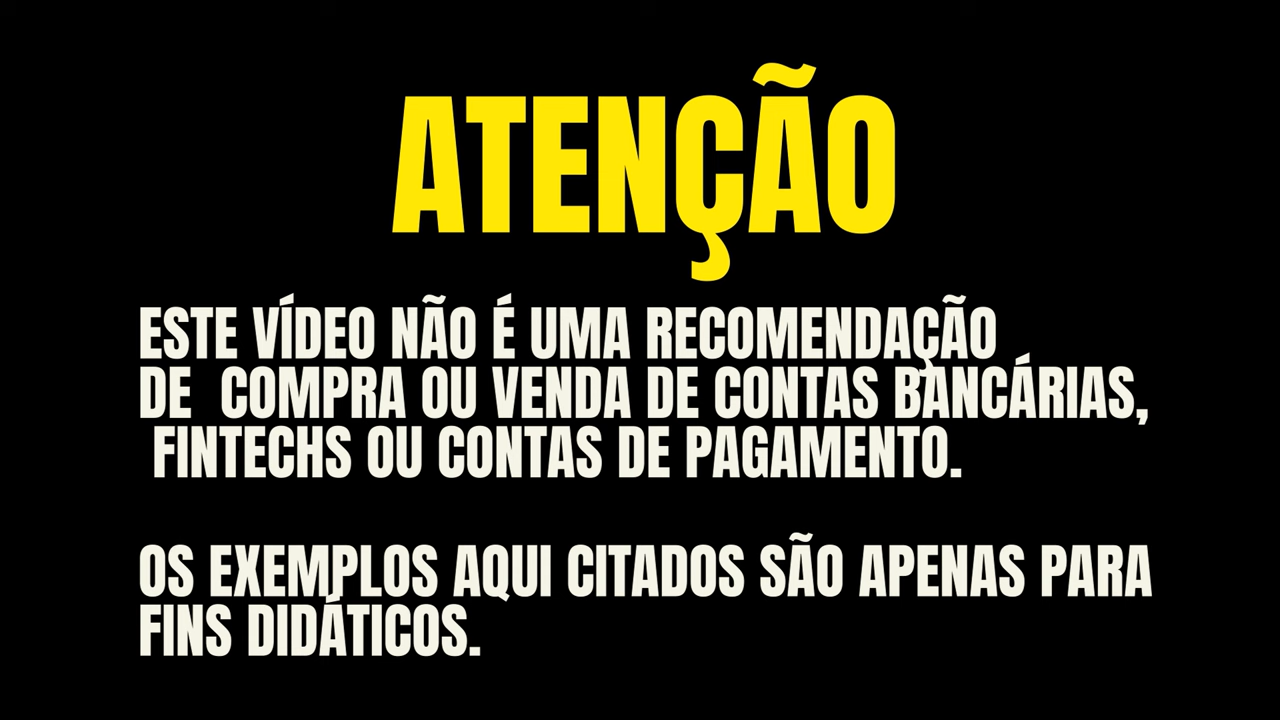 ATENÇÃO
ESTE VÍDEO NÃO É UMA RECOMENDAÇÃO
DE COMPRA OU VENDA DE CONTAS BANCÁRIAS,
FINTECHS OU CONTAS DE PAGAMENTO.
OS EXEMPLOS AQUI CITADOS SÃO APENAS PARA
FINS DIDÁTICOS.